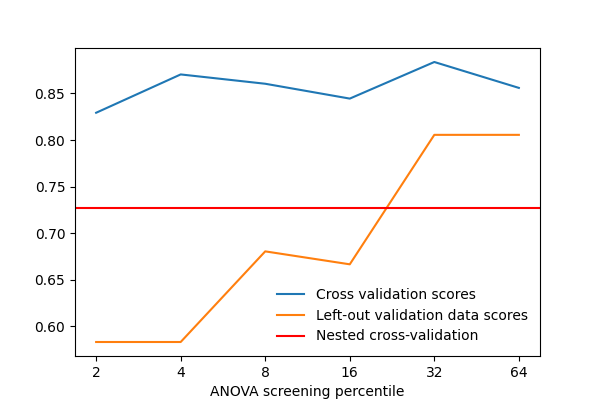 0.85
0.80
0.75
0.70
0.65
0.60
Cross validation scores
Left-out validation data scores
Nested cross-validation
2 4 8 16 32 64
ANOVA screening percentile